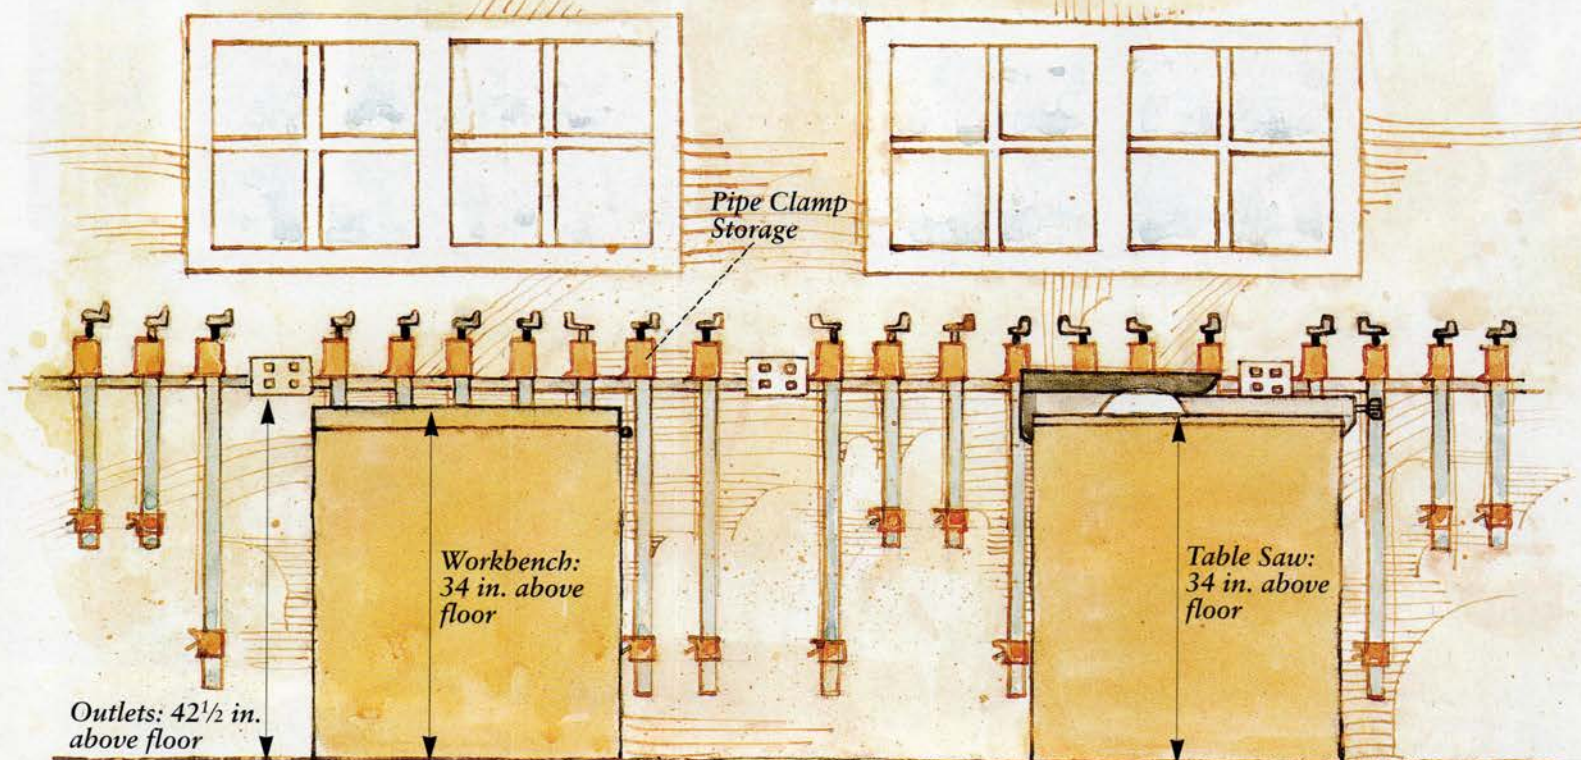 Pipe Clamp
Storage
Workbench:
34 in. above
floor
Table Saw:
34 in. above
floor
Outlets: 42½ in.
above floor